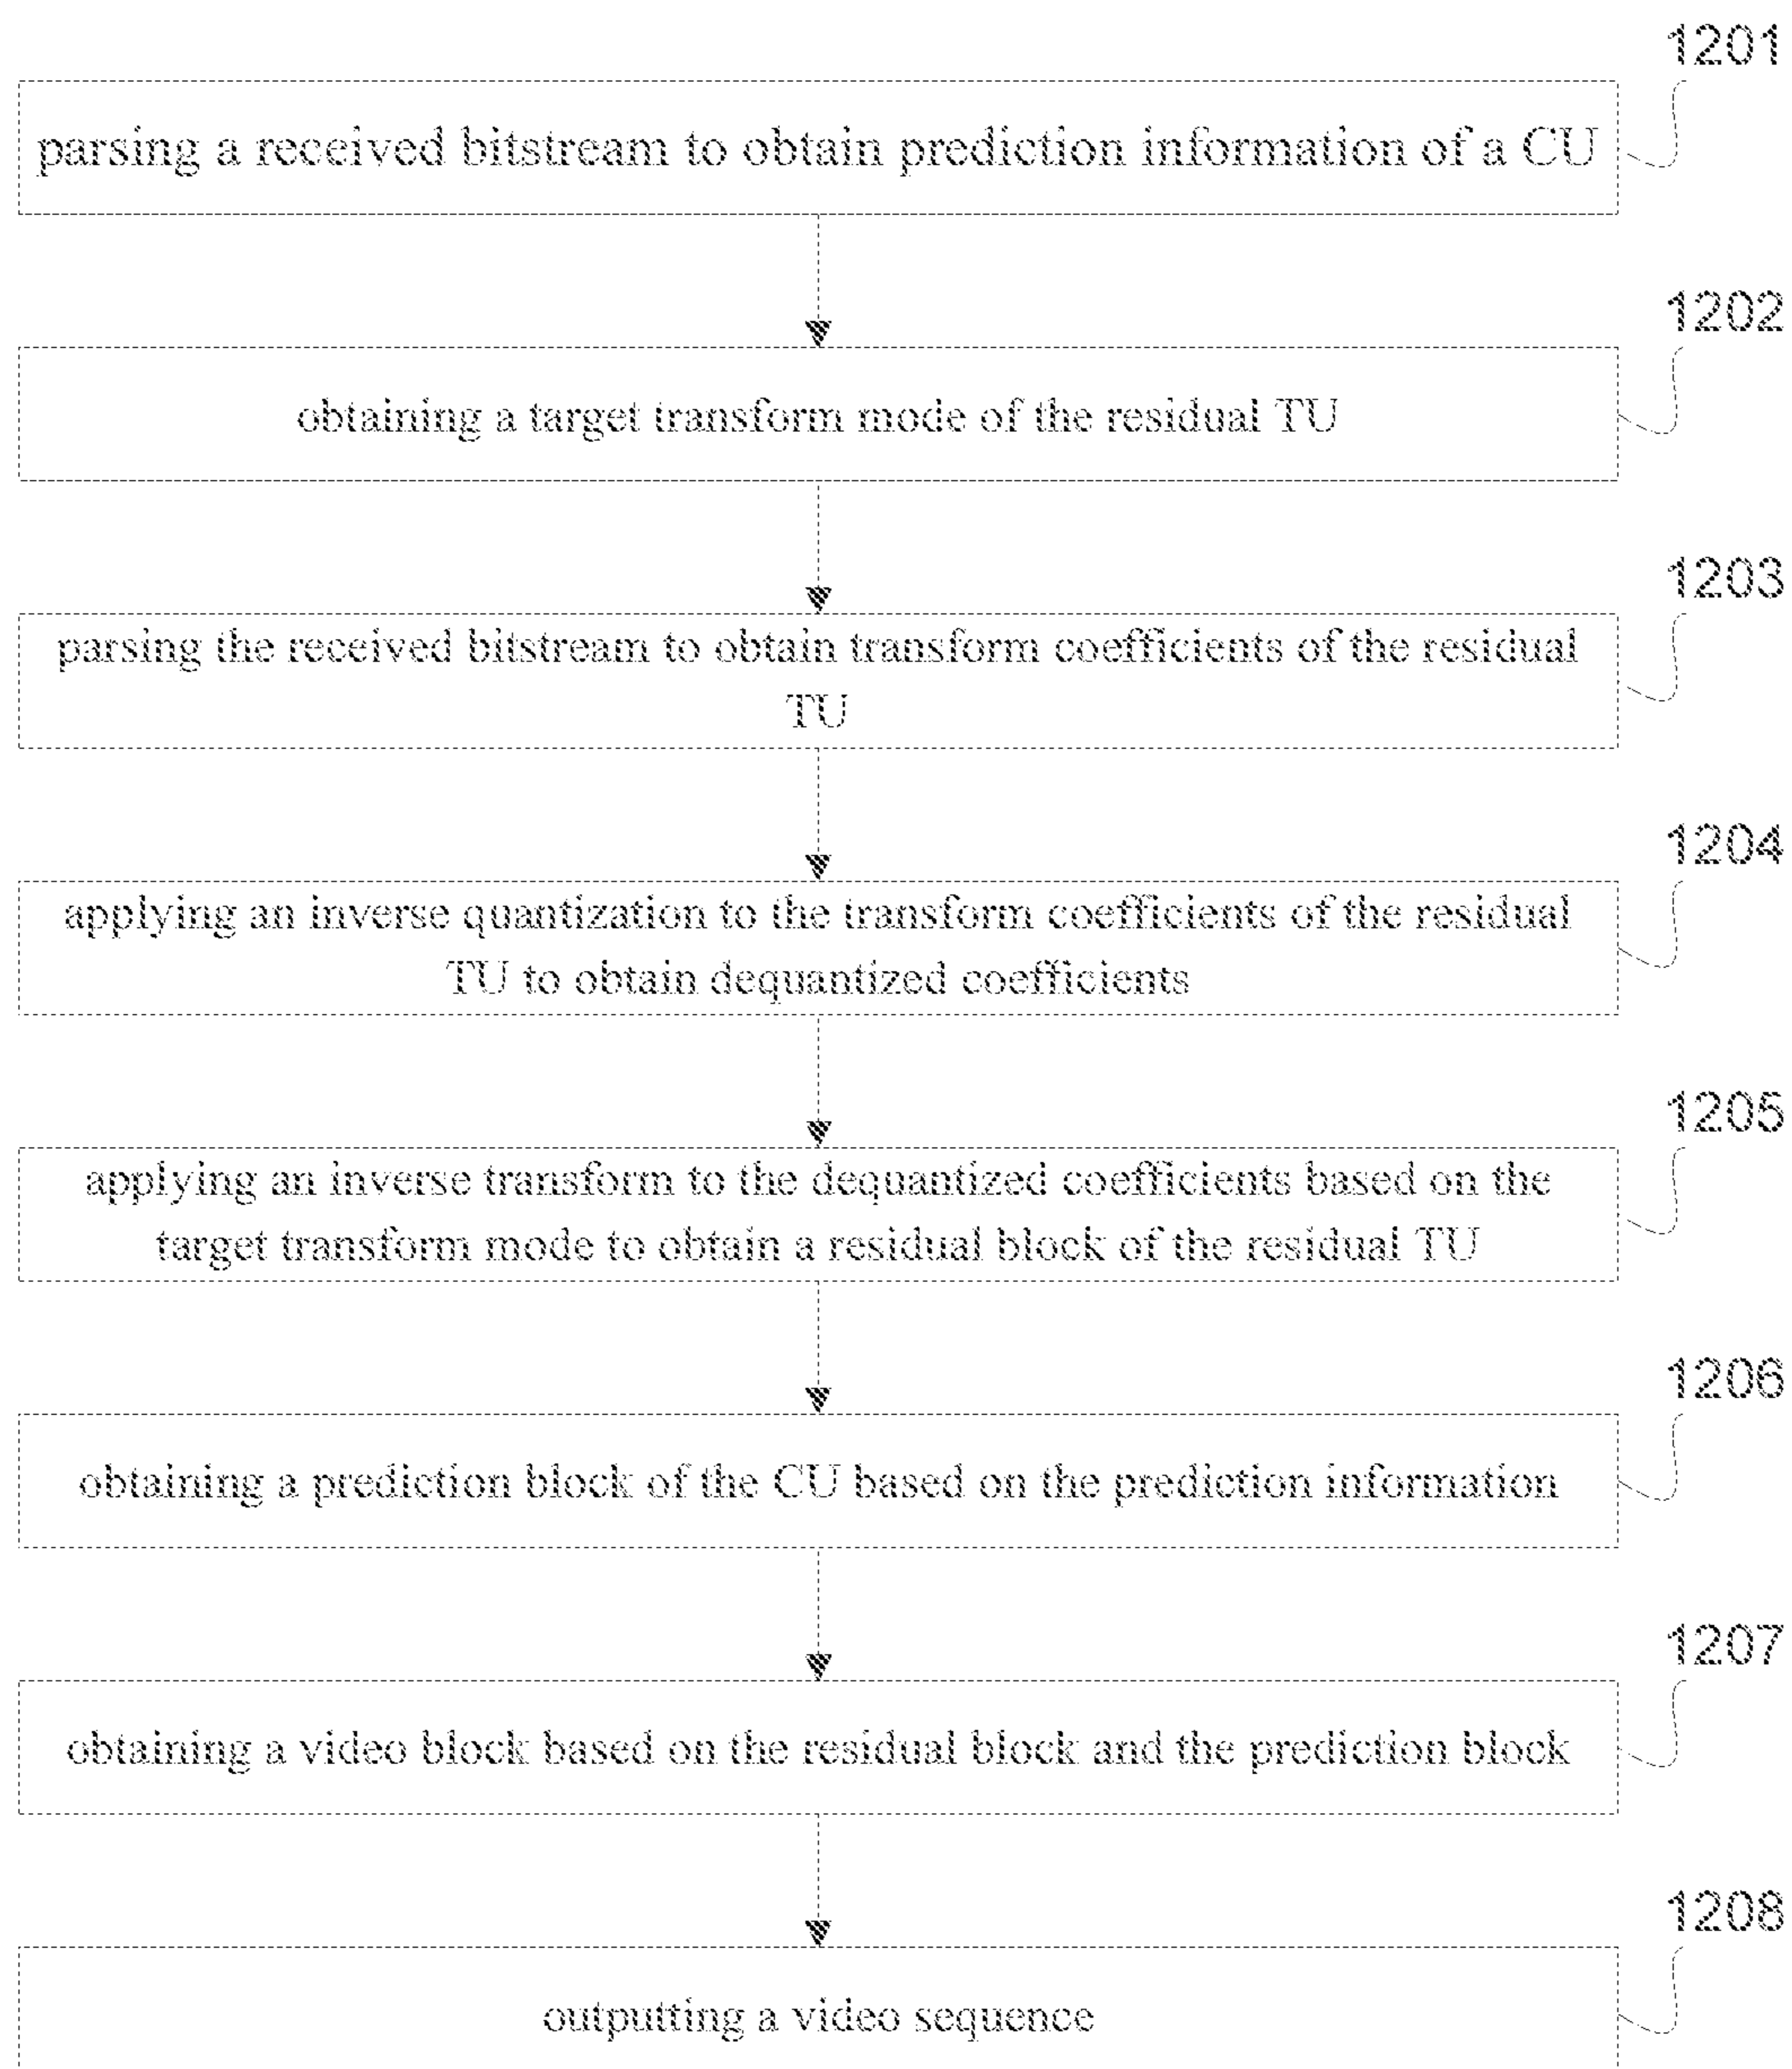 1201
parsing a received bitstream to obtain prediction information of a CU
1202
obtaining a target transform mode of the residual TU
1203
parsing the received bitstream to obtain transform coefficients of the residual
TU
1204
applying an inverse quantization to the transform coefficients of the residual
TU to obtain dequantized coefficients
1205
applying an inverse transform to the dequantized coefficients based on the
target transform mode to obtain a residual block of the residual TU
1206
obtaining a prediction block of the CU based on the prediction information
1207
obtaining a video block based on the residual block and the prediction block
1208
outputting a video sequence